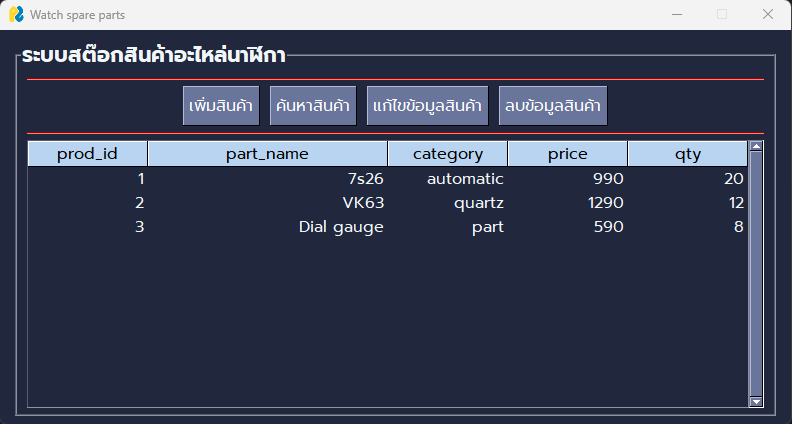 Watch spare parts
ระบบสต๊อกสินค้าอะไหล่นาฬิกา
เพิ่มสินค้า ค้นหาสินค้า แก้ไขข้อมูลสินค้า ลบข้อมูลสินค้า
prod_id part_name category price qty
1 7s26 automatic 990 20
2 VK63 quartz 1290 12
3 Dial gauge part 590 8